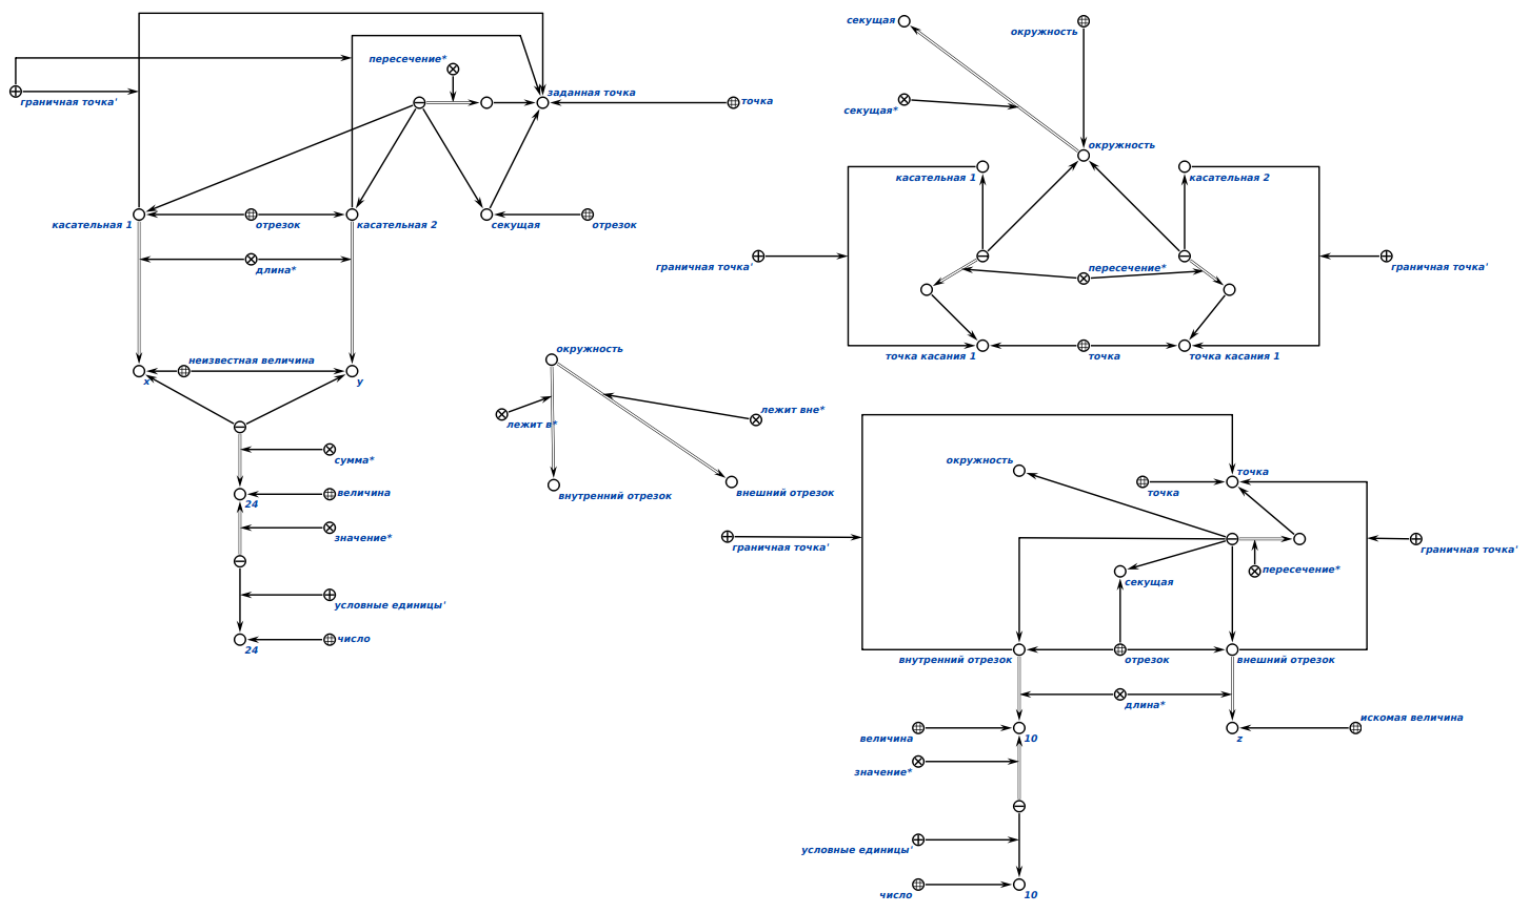 секущая
окружность
пересечение*
заданная точка
граничная точка'
точка
секущая*
окружность
касательная 1
касательная 2
касательная 1
отрезок
касательная 2
секущая
отрезок
длина*
граничная точка'
пересечение*
граничная точка'
окружность
неизвестная величина
точка касания 1
точка
точка касания 1
x
y
лежит вне*
лежит в*
сумма*
окружность
точка
величина
24
внутренний отрезок
внешний отрезок
точка
значение*
граничная точка'
граничная точка'
пересечение*
секущая
условные единицы'
число
24
внутренний отрезок
отрезок
внешний отрезок
длина*
искомая величина
величина
10
z
значение*
условные единицы'
число
10